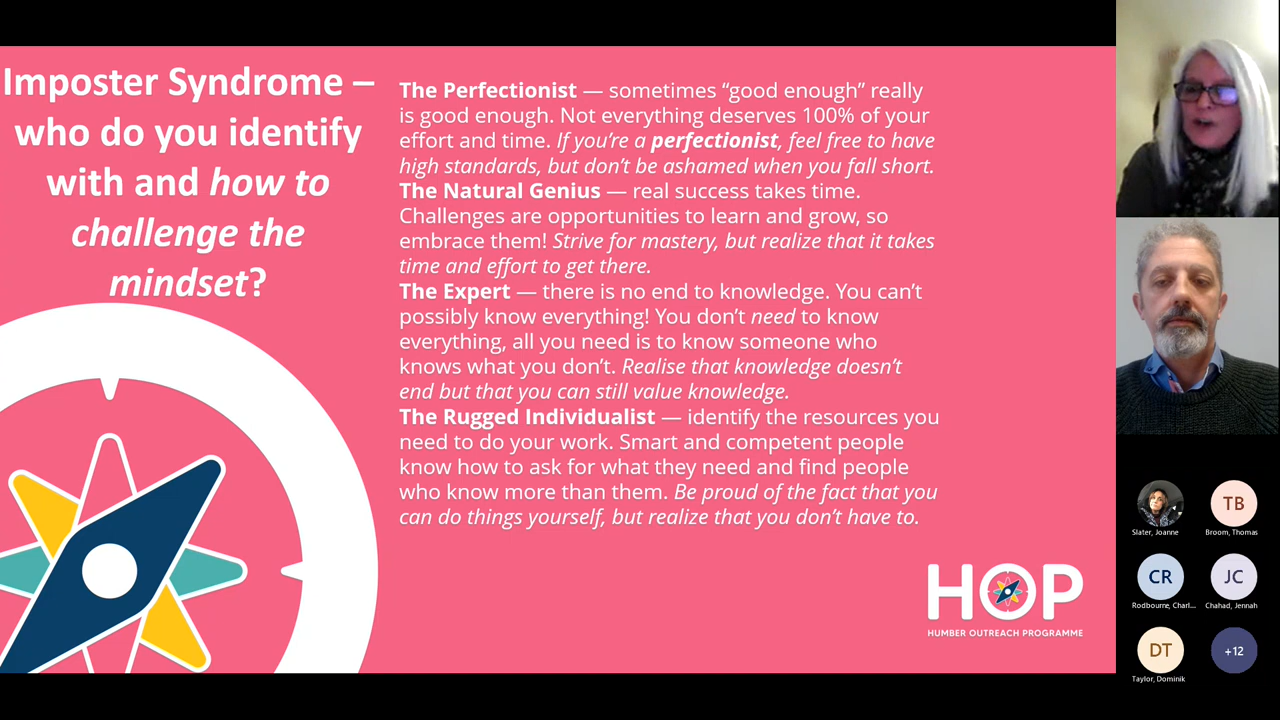 Imposter Syndrome –
who do you identify
with and how to
challenge the
mindset?
The Perfectionist — sometimes “good enough” really
is good enough. Not everything deserves 100% of your
effort and time. If you’re a perfectionist, feel free to have
high standards, but don’t be ashamed when you fall short.
The Natural Genius — real success takes time.
Challenges are opportunities to learn and grow, so
embrace them! Strive for mastery, but realize that it takes
time and effort to get there.
The Expert — there is no end to knowledge. You can’t
possibly know everything! You don’t need to know
everything, all you need is to know someone who
knows what you don’t. Realise that knowledge doesn’t
end but that you can still value knowledge.
The Rugged Individualist — identify the resources you
need to do your work. Smart and competent people
know how to ask for what they need and find people
who know more than them. Be proud of the fact that you
can do things yourself, but realize that you don’t have to.
HOP
HUMBER OUTREACH PROGRAMME
Slater, Joanne
TB
Broom, Thomas
CR
Rodbourne, Charl...
JC
Chahad, Jennah
DT
Taylor, Dominik
+12